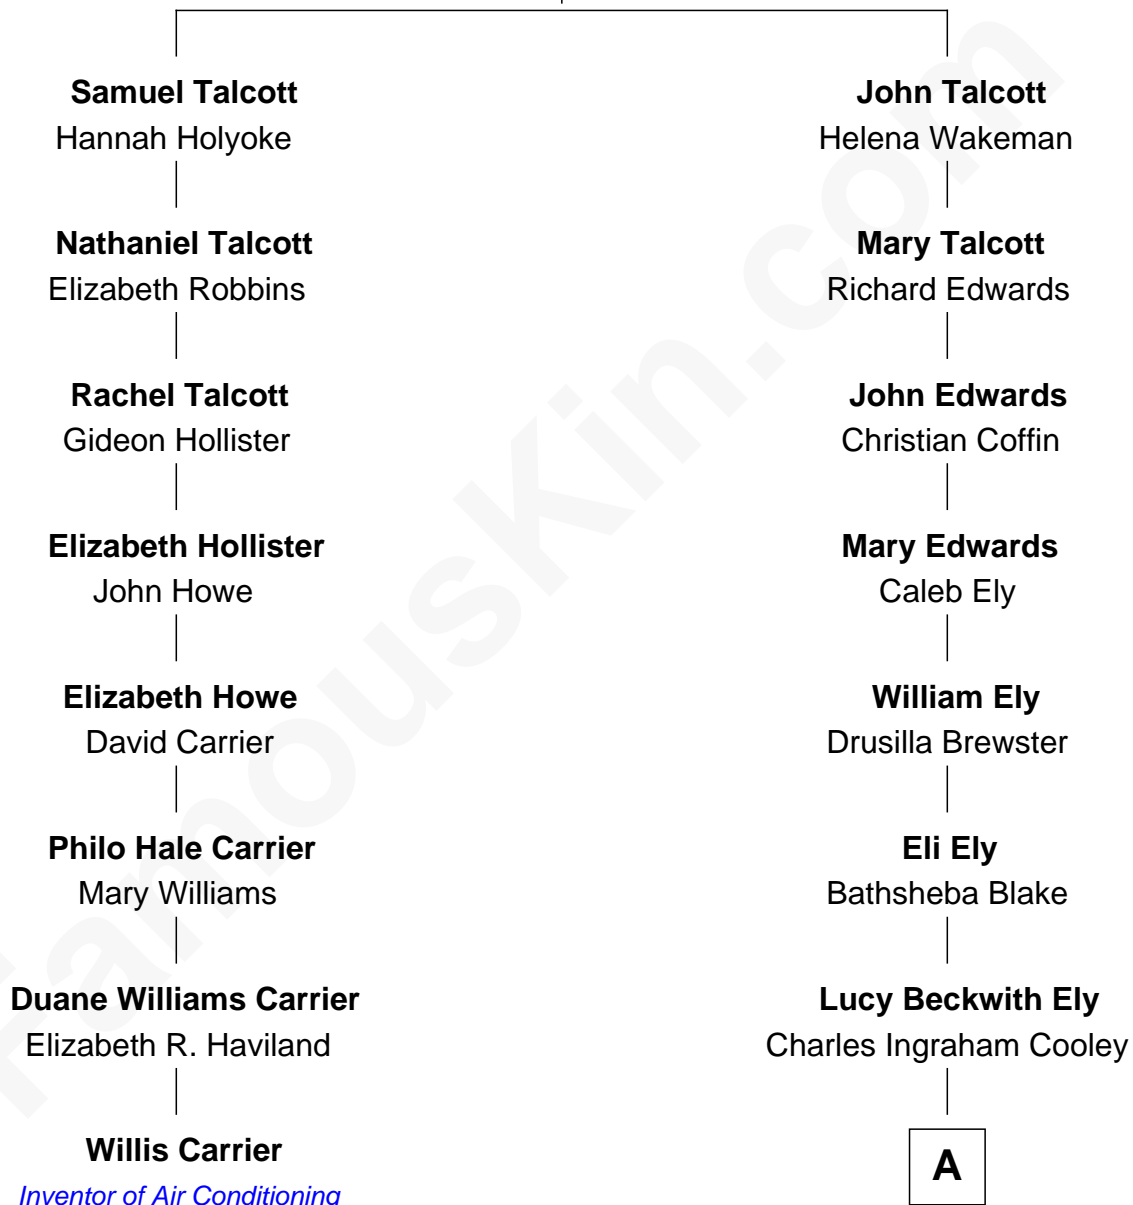 Samuel Talcott
Hannah Holyoke
Nathaniel Talcott
Elizabeth Robbins
Rachel Talcott
Gideon Hollister
Elizabeth Hollister
John Howe
Elizabeth Howe
David Carrier
Philo Hale Carrier
Mary Williams
Duane Williams Carrier
Elizabeth R. Haviland
Willis Carrier
Inventor of Air Conditioning
John Talcott
Helena Wakeman
Mary Talcott
Richard Edwards
John Edwards
Christian Coffin
Mary Edwards
Caleb Ely
William Ely
Drusilla Brewster
Eli Ely
Bathsheba Blake
Lucy Beckwith Ely
Charles Ingraham Cooley
A
FamousKin.com